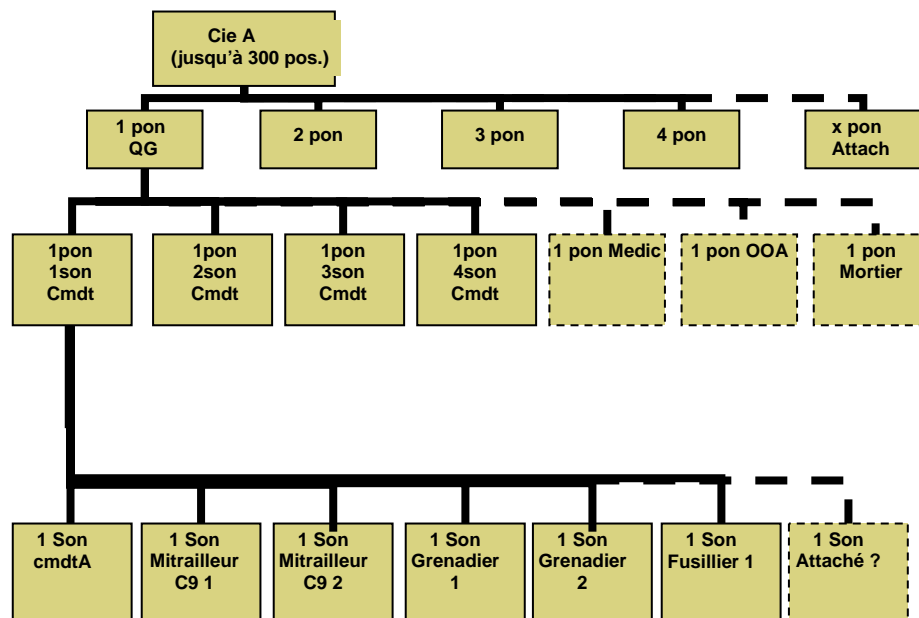 Cie A
(jusqu'à 300 pos.)
1 pon
QG
2 pon
3 pon
4 pon
x pon
Attach
1pon
1son
Cmdt
1pon
2son
Cmdt
1pon
3son
Cmdt
1pon
4son
Cmdt
1 pon Medic
1 pon OOA
1 pon
Mortier
1 Son
cmdtA
1 Son
Mitrailleur
C9 1
1 Son
Mitrailleur
C9 2
1 Son
Grenadier
1
1 Son
Grenadier
2
1 Son
Fusillier 1
1 Son
Attaché ?